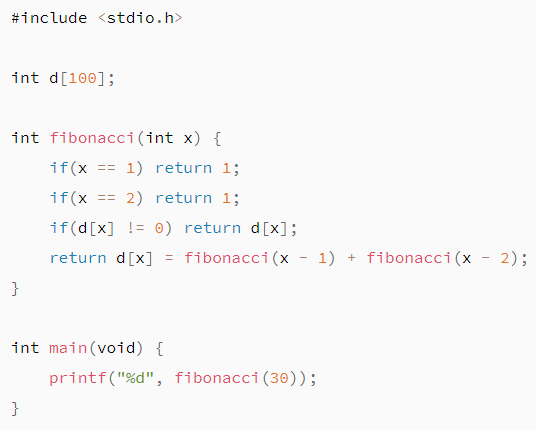 #include <stdio.h>
int d[100];
int fibonacci(int x) {
    if(x == 1) return 1;
    if(x == 2) return 1;
    if(d[x] != 0) return d[x];
    return d[x] = fibonacci(x - 1) + fibonacci(x - 2);
}
int main(void) {
    printf("%d", fibonacci(30));
}